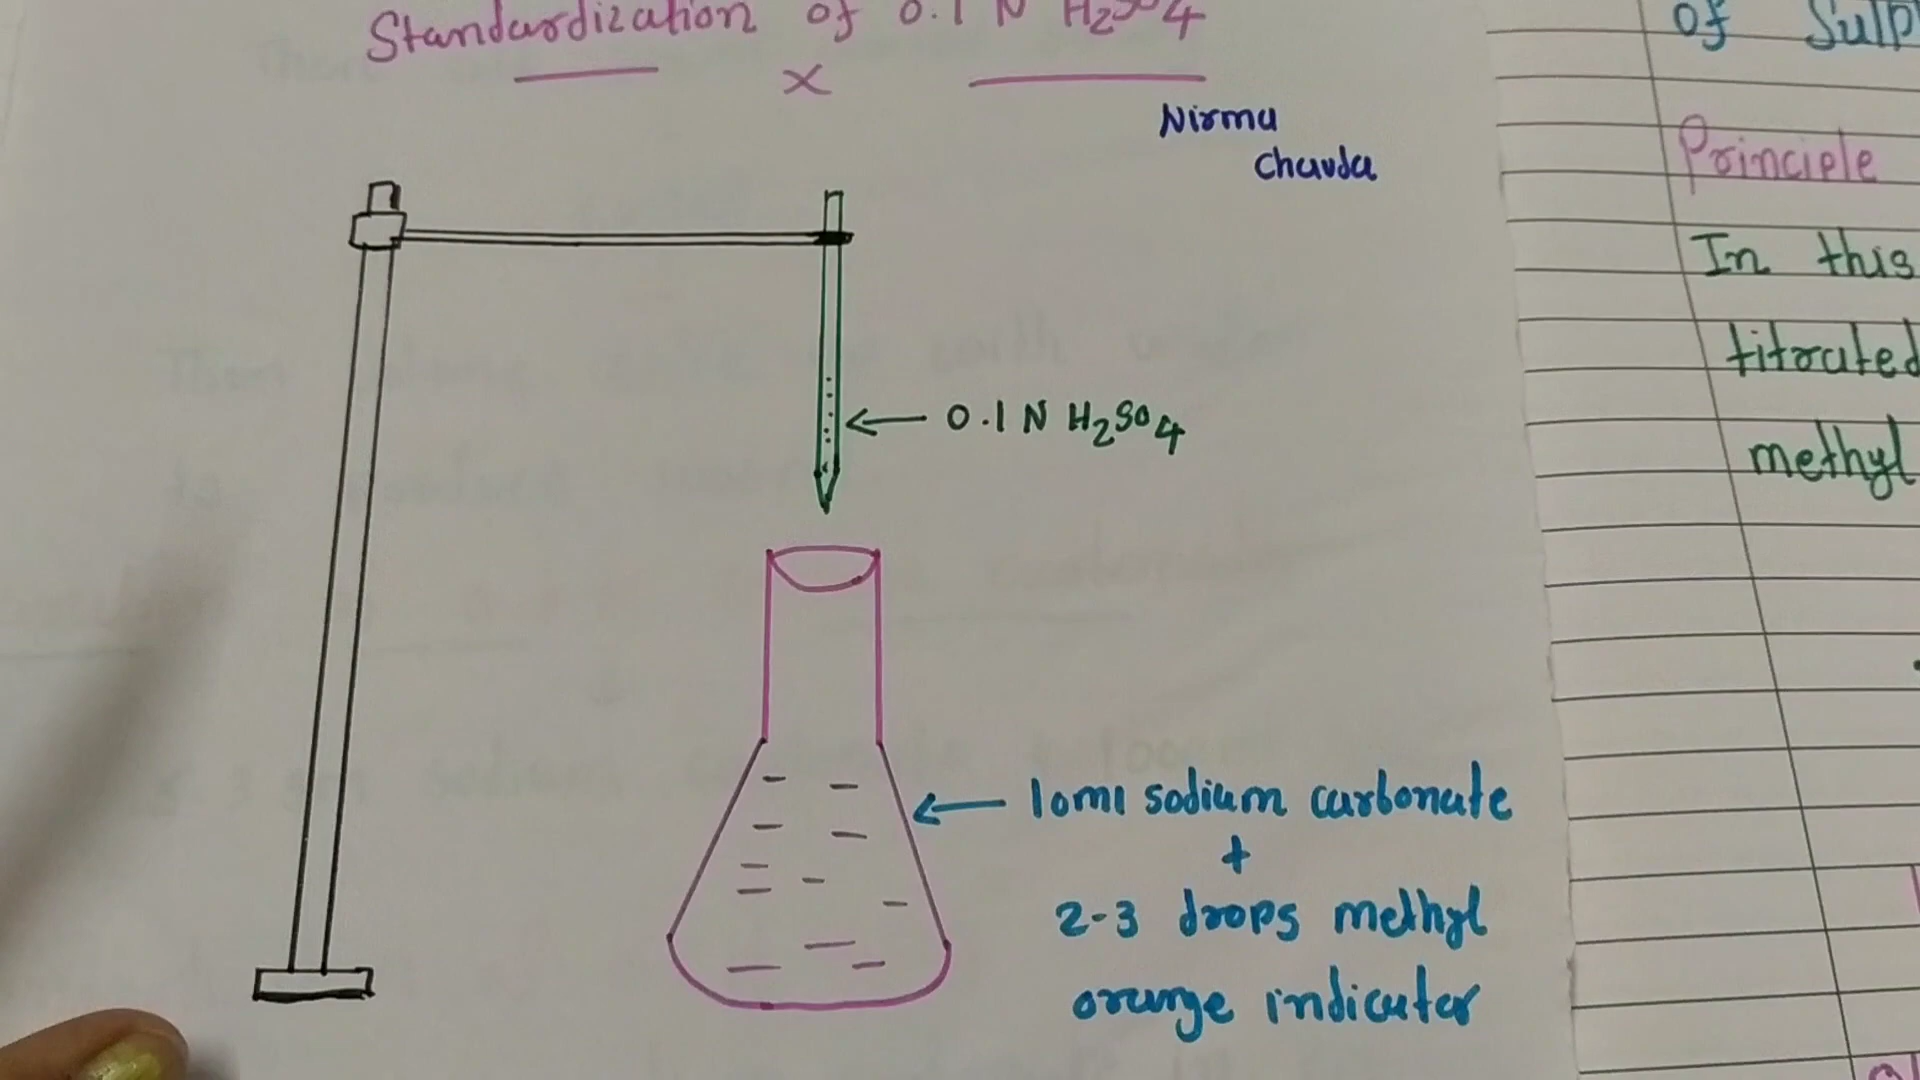 Standardization of 0.1 N H2SO4
x
Nirma
Chavda
0.1 N H2SO4
10ml sodium carbonate
+
2-3 drops methyl
orange indicater
of Sulp
Principle
In this
titrated
methyl